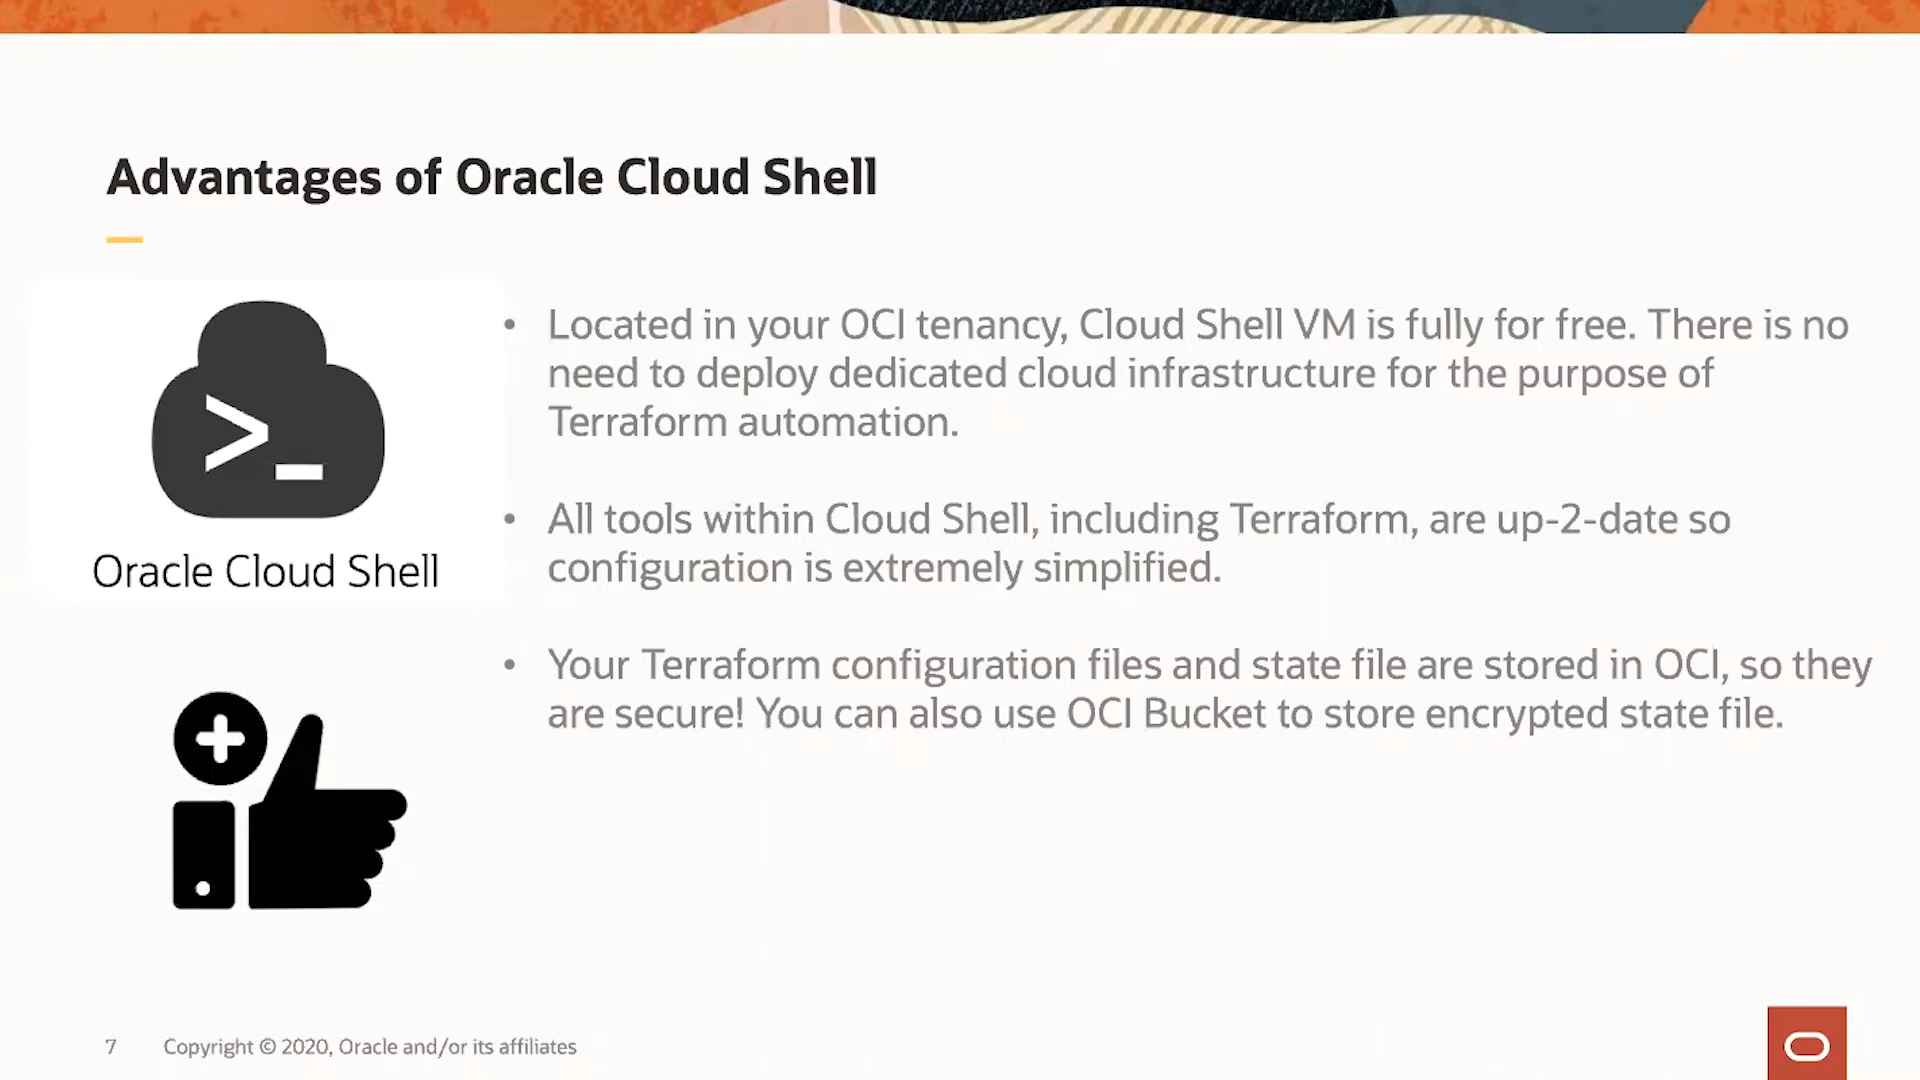 Advantages of Oracle Cloud Shell
>_
Oracle Cloud Shell
• Located in your OCI tenancy, Cloud Shell VM is fully for free. There is no
need to deploy dedicated cloud infrastructure for the purpose of
Terraform automation.
• All tools within Cloud Shell, including Terraform, are up-2-date so
configuration is extremely simplified.
• Your Terraform configuration files and state file are stored in OCI, so they
are secure! You can also use OCI Bucket to store encrypted state file.
7 Copyright © 2020, Oracle and/or its affiliates